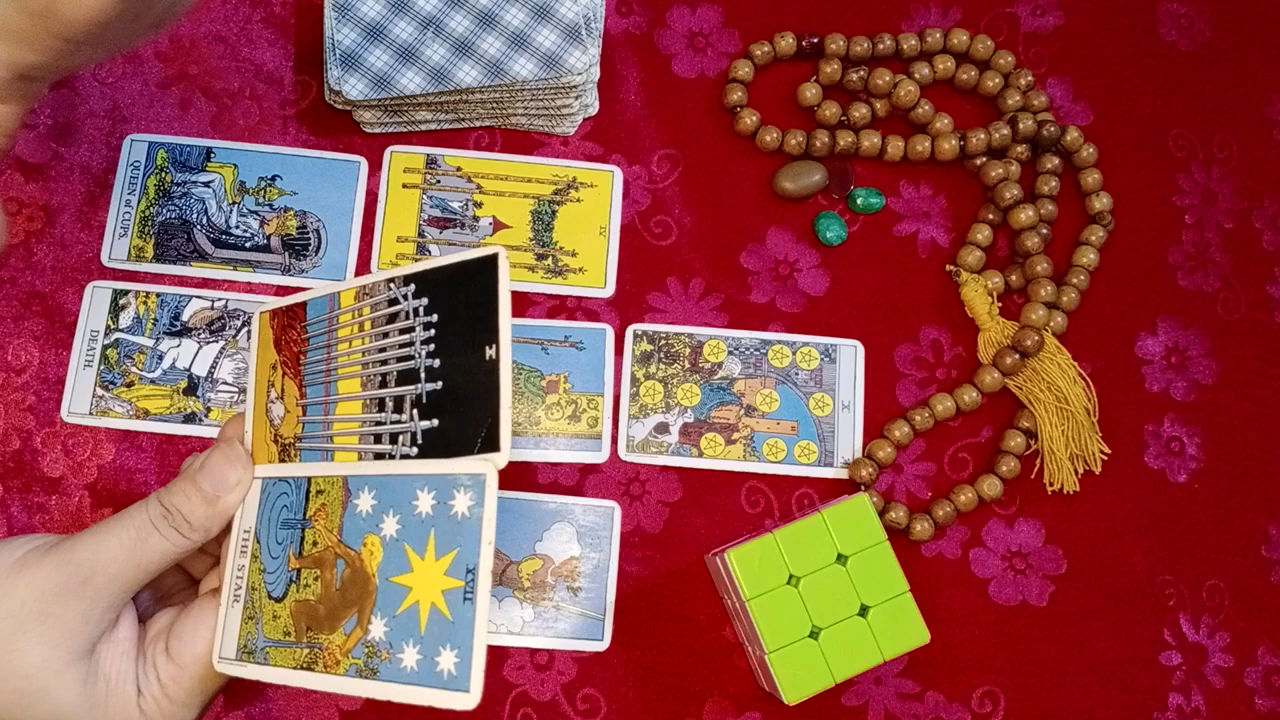 QUEEN of CUPS.
IV
DEATH.
X
X
THE STAR.
XVII